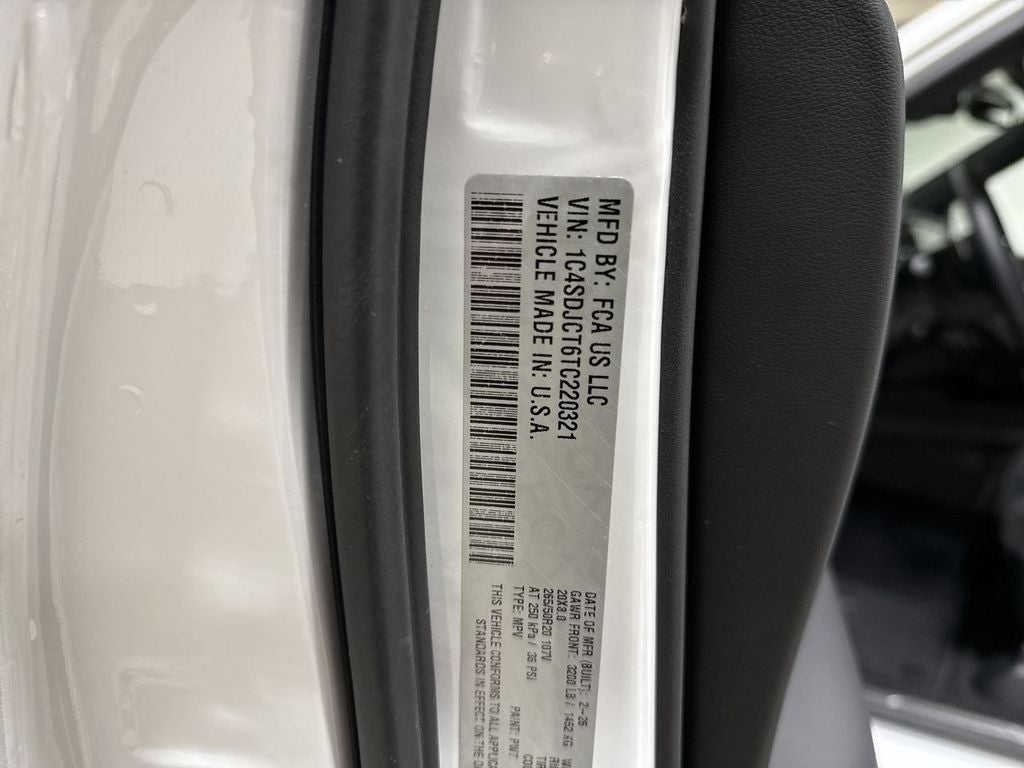 MFD BY: FCA US LLC
VIN: 1C4SDJCT6TC220321
VEHICLE MADE IN: U.S.A.
DATE OF MFR (BUILT): 2-26
GAWR FRONT: 3200 LB / 1452 KG
20X8.0
265/50R20 107V
AT 250 kPa / 36 PSI
TYPE: MPV PAINT: PW7
THIS VEHICLE CONFORMS TO ALL
STANDARDS IN EFFECT ON THE